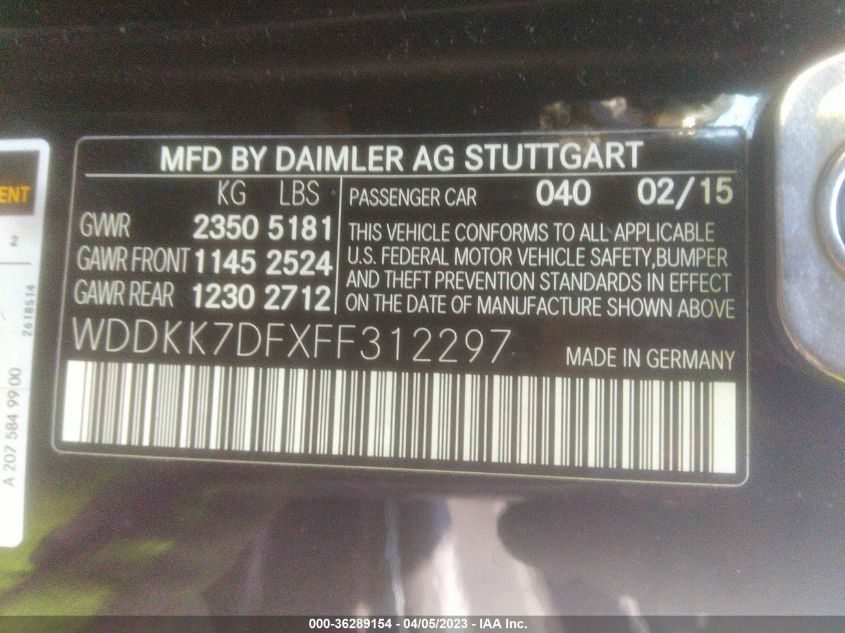 MFD BY DAIMLER AG STUTTGART
KG LBS
GVWR 2350 5181
GAWR FRONT 1145 2524
GAWR REAR 1230 2712
PASSENGER CAR 040 02/15
THIS VEHICLE CONFORMS TO ALL APPLICABLE
U.S. FEDERAL MOTOR VEHICLE SAFETY,BUMPER
AND THEFT PREVENTION STANDARDS IN EFFECT
ON THE DATE OF MANUFACTURE SHOWN ABOVE
WDDKK7DFXFF312297
MADE IN GERMANY
2618514
A 207 584 99 00
000-36289154 - 04/05/2023 - IAA Inc.